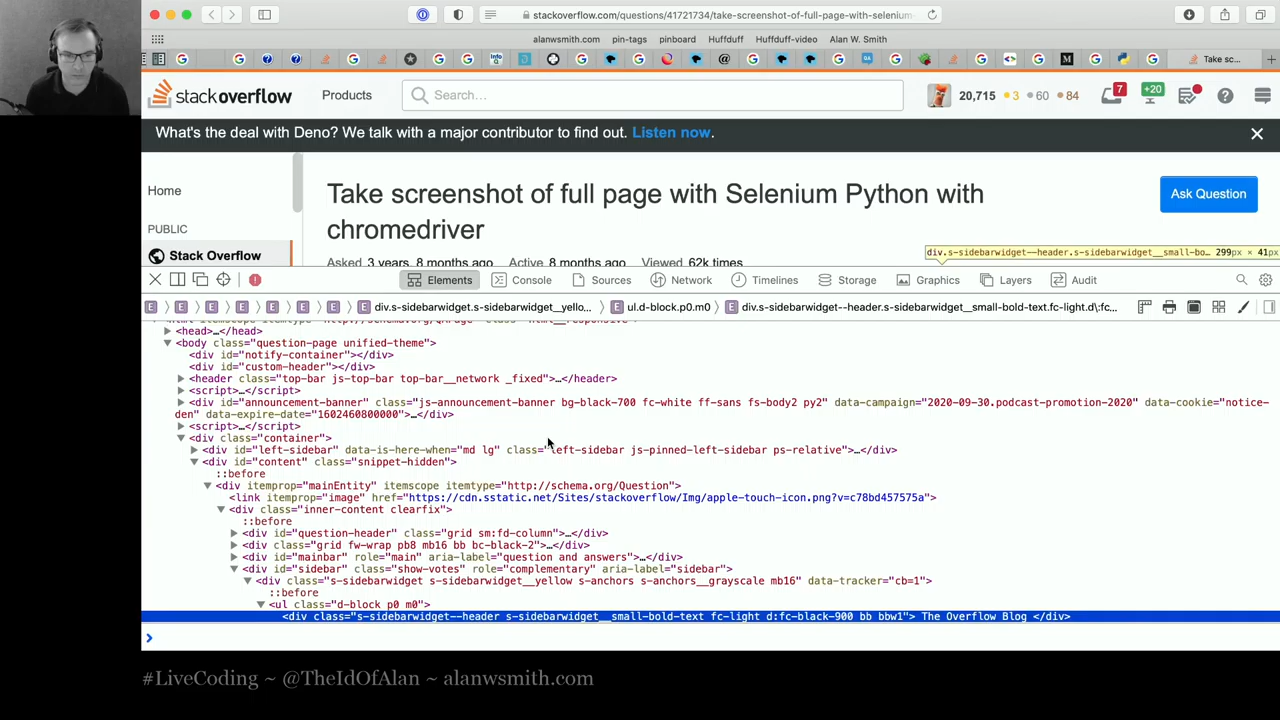 stackoverflow.com/questions/41721734/take-screenshot-of-full-page-with-selenium-
alanwsmith.com pin-tags pinboard Huffduff Huffduff-video Alan W. Smith
Take sc...
stackoverflow Products Search... 20,715 3 60 84 7 +20
What's the deal with Deno? We talk with a major contributor to find out. Listen now.
Home
Take screenshot of full page with Selenium Python with
chromedriver
Ask Question
PUBLIC
Stack Overflow
Asked 3 years, 8 months ago Active 8 months ago Viewed 62k times
div.s-sidebarwidget--header.s-sidebarwidget__small-bo... 299px × 41px
Elements Console Sources Network Timelines Storage Graphics Layers Audit
E E E E E E E div.s-sidebarwidget.s-sidebarwidget__yello... E ul.d-block.p0.m0 E div.s-sidebarwidget--header.s-sidebarwidget__small-bold-text.fc-light.d\:fc...
<head>…</head>
<body class="question-page unified-theme">
<div id="notify-container"></div>
<div id="custom-header"></div>
<header class="top-bar js-top-bar top-bar__network _fixed">…</header>
<script>…</script>
<div id="announcement-banner" class="js-announcement-banner bg-black-700 fc-white ff-sans fs-body2 py2" data-campaign="2020-09-30.podcast-promotion-2020" data-cookie="notice-
den" data-expire-date="1602460800000">…</div>
<script>…</script>
<div class="container">
<div id="left-sidebar" data-is-here-when="md lg" class="left-sidebar js-pinned-left-sidebar ps-relative">…</div>
<div id="content" class="snippet-hidden">
::before
<div itemprop="mainEntity" itemscope itemtype="http://schema.org/Question">
<link itemprop="image" href="https://cdn.sstatic.net/Sites/stackoverflow/Img/apple-touch-icon.png?v=c78bd457575a">
<div class="inner-content clearfix">
::before
<div id="question-header" class="grid sm:fd-column">…</div>
<div class="grid fw-wrap pb8 mb16 bb bc-black-2">…</div>
<div id="mainbar" role="main" aria-label="question and answers">…</div>
<div id="sidebar" class="show-votes" role="complementary" aria-label="sidebar">
<div class="s-sidebarwidget s-sidebarwidget__yellow s-anchors s-anchors__grayscale mb16" data-tracker="cb=1">
::before
<ul class="d-block p0 m0">
<div class="s-sidebarwidget--header s-sidebarwidget__small-bold-text fc-light d:fc-black-900 bb bbw1"> The Overflow Blog </div>
#LiveCoding ~ @TheIdOfAlan ~ alanwsmith.com